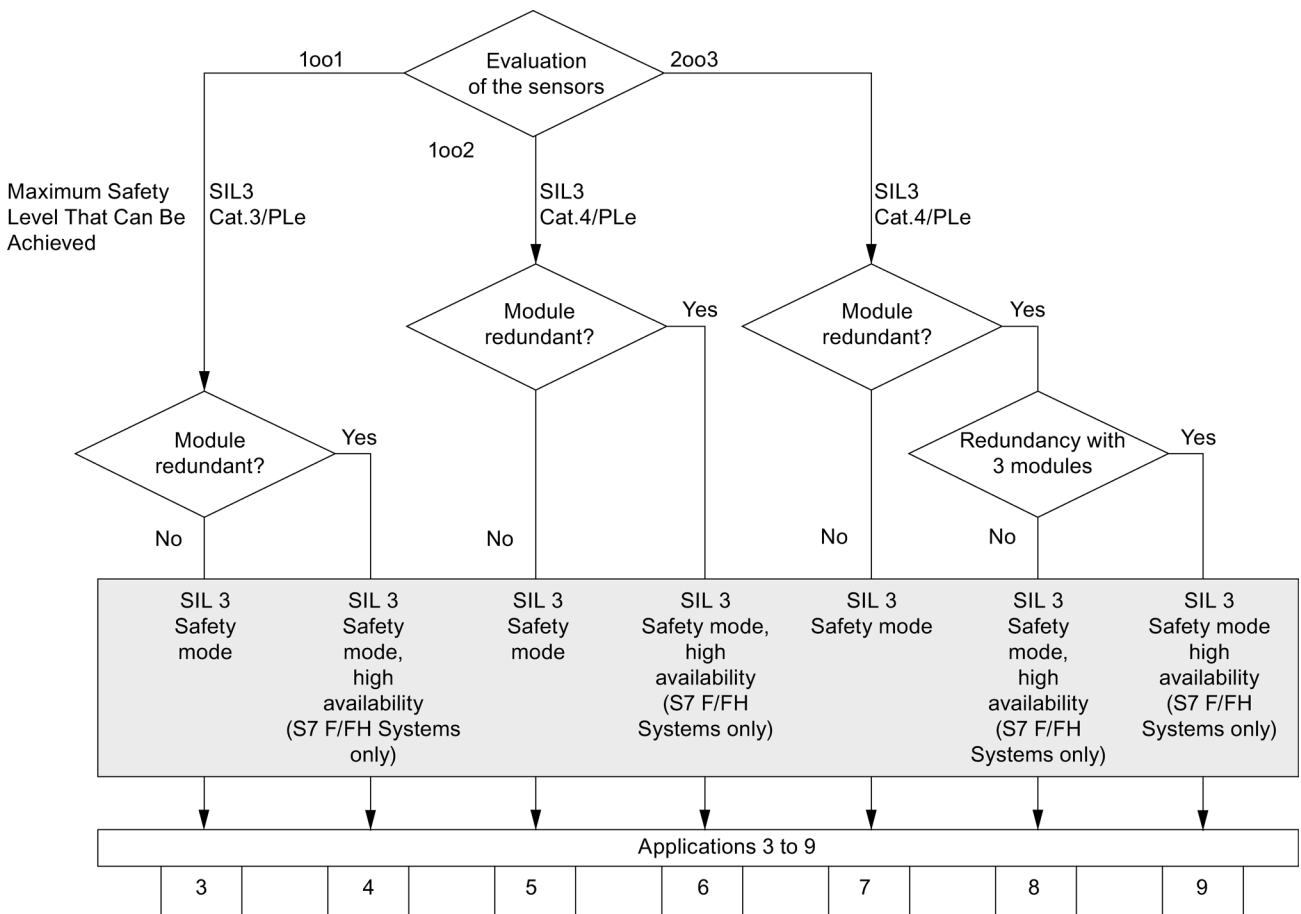 Evaluation
of the sensors
1oo1
2oo3
1oo2
Maximum Safety
Level That Can Be
Achieved
SIL3
Cat.3/PLe
SIL3
Cat.4/PLe
SIL3
Cat.4/PLe
Module
redundant?
Yes
Module
redundant?
Yes
Module
redundant?
Yes
Redundancy with
3 modules
Yes
No
No
No
No
SIL 3
Safety
mode
SIL 3
Safety
mode,
high
availability
(S7 F/FH Systems
only)
SIL 3
Safety
mode
SIL 3
Safety mode,
high
availability
(S7 F/FH
Systems only)
SIL 3
Safety mode
SIL 3
Safety
mode,
high
availability
(S7 F/FH
Systems only)
SIL 3
Safety mode
high
availability
(S7 F/FH
Systems only)
Applications 3 to 9
3
4
5
6
7
8
9